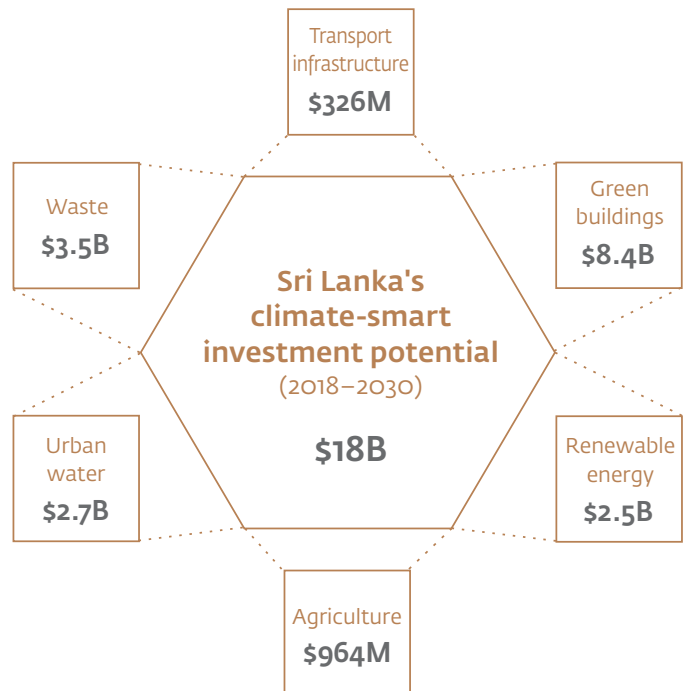 Transport
infrastructure
$326M
Waste
$3.5B
Green
buildings
$8.4B
Sri Lanka's
climate-smart
investment potential
(2018–2030)
$18B
Urban
water
$2.7B
Renewable
energy
$2.5B
Agriculture
$964M